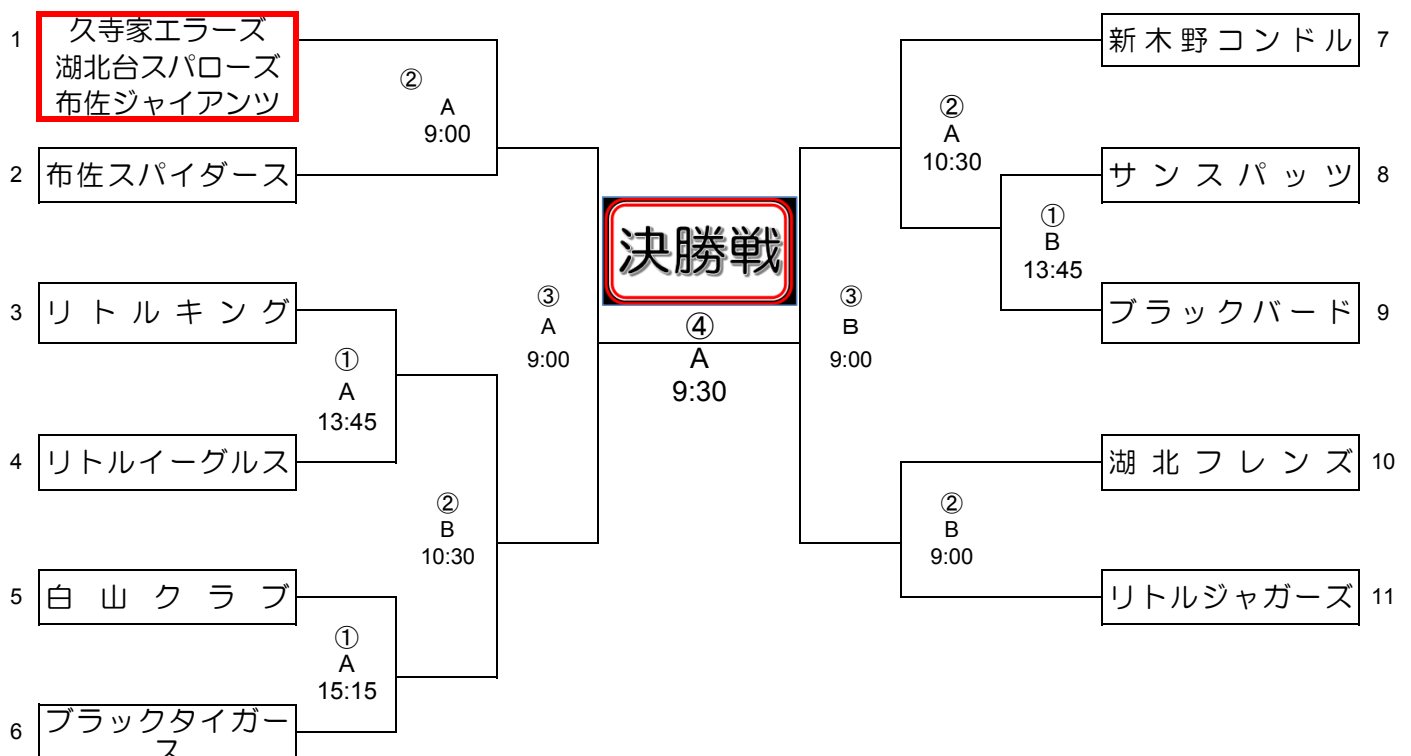 1
久寺家エラーズ
湖北台スパローズ
布佐ジャイアンツ
②
A
9:00
2
布佐スパイダース
3
リトルキング
①
A
13:45
4
リトルイーグルス
②
B
10:30
5
白山クラブ
①
A
15:15
6
ブラックタイガー
ス
③
A
9:00
決勝戦
④
A
9:30
③
B
9:00
新木野コンドル
7
②
A
10:30
サンスパッツ
8
①
B
13:45
ブラックバード
9
湖北フレンズ
10
②
B
9:00
リトルジャガーズ
11